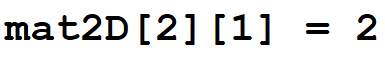 mat2D[2][1] = 2